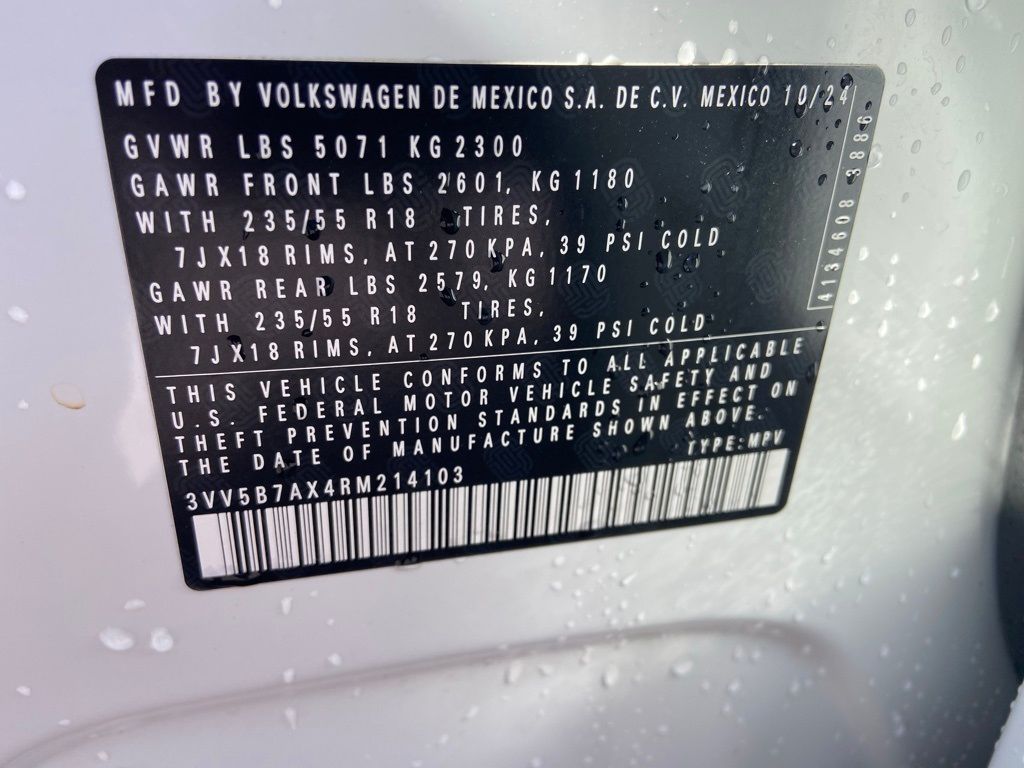 MFD BY VOLKSWAGEN DE MEXICO S.A. DE C.V. MEXICO 10/24
GVWR LBS 5071 KG 2300
GAWR FRONT LBS 2601, KG 1180
WITH 235/55 R18 TIRES,
7JX18 RIMS, AT 270 KPA, 39 PSI COLD
GAWR REAR LBS 2579, KG 1170
WITH 235/55 R18 TIRES,
7JX18 RIMS, AT 270 KPA, 39 PSI COLD
4134608 3886
THIS VEHICLE CONFORMS TO ALL APPLICABLE
U.S. FEDERAL MOTOR VEHICLE SAFETY AND
THEFT PREVENTION STANDARDS IN EFFECT ON
THE DATE OF MANUFACTURE SHOWN ABOVE.
TYPE: MPV
3VV5B7AX4RM214103